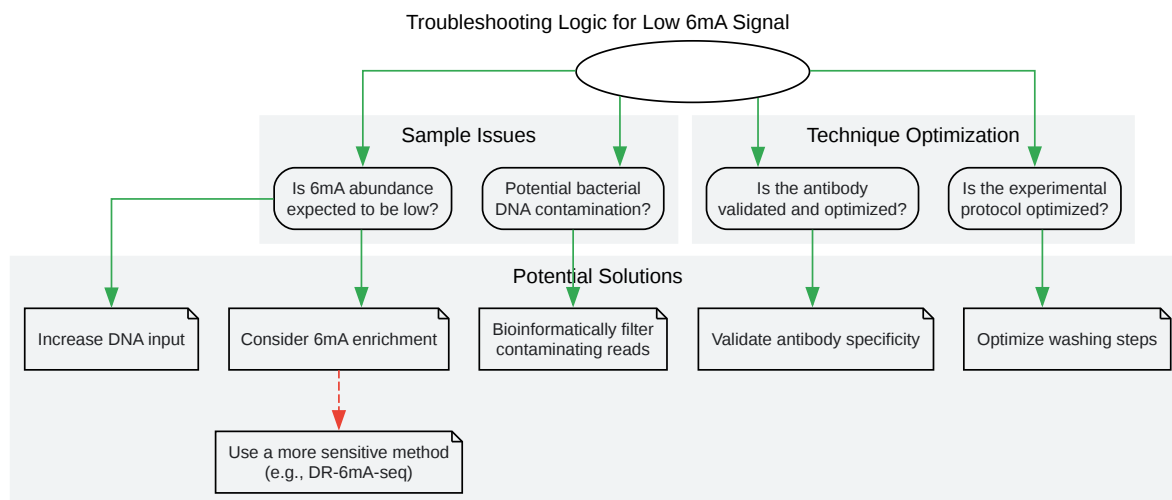 Troubleshooting Logic for Low 6mA Signal
Sample Issues
Technique Optimization
Is 6mA abundance
expected to be low?
Potential bacterial
DNA contamination?
Is the antibody
validated and optimized?
Is the experimental
protocol optimized?
Potential Solutions
Increase DNA input
Consider 6mA enrichment
Bioinformatically filter
contaminating reads
Validate antibody specificity
Optimize washing steps
Use a more sensitive method
(e.g., DR-6mA-seq)